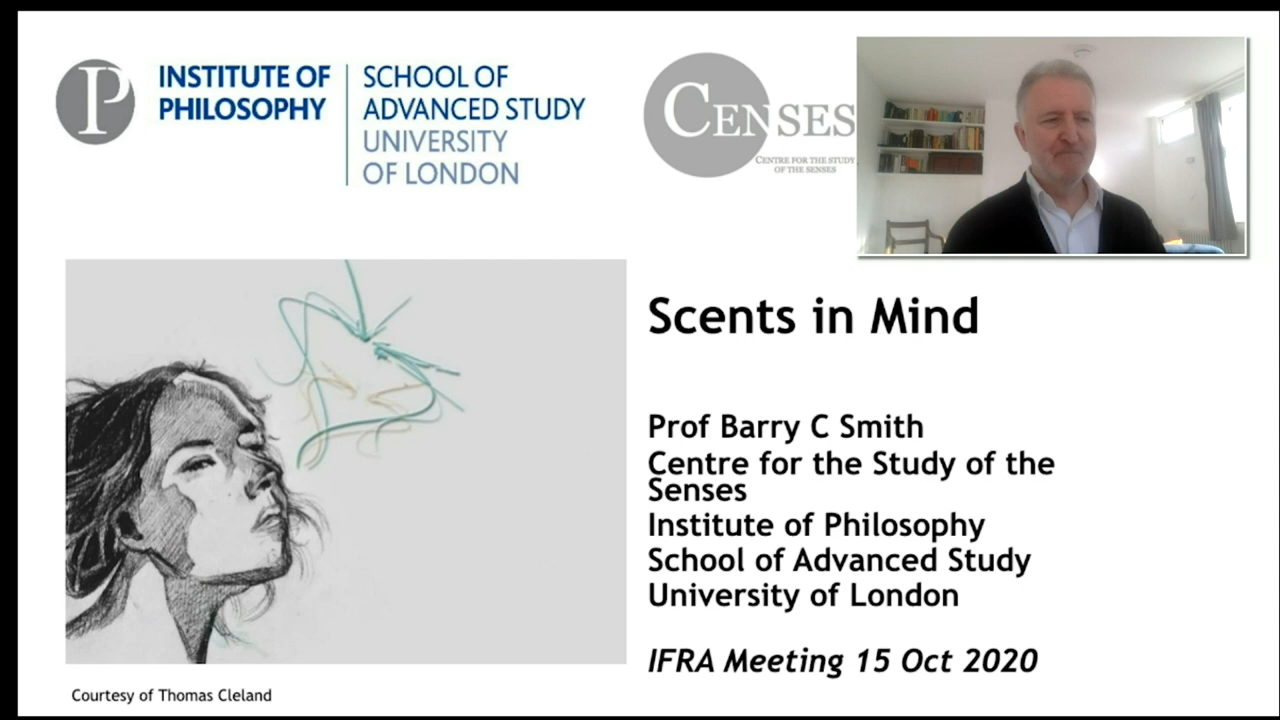 P
INSTITUTE OF
PHILOSOPHY
SCHOOL OF
ADVANCED STUDY
UNIVERSITY
OF LONDON
CENSES
CENTRE FOR THE STUDY
OF THE SENSES
Scents in Mind
Prof Barry C Smith
Centre for the Study of the
Senses
Institute of Philosophy
School of Advanced Study
University of London
IFRA Meeting 15 Oct 2020
Courtesy of Thomas Cleland